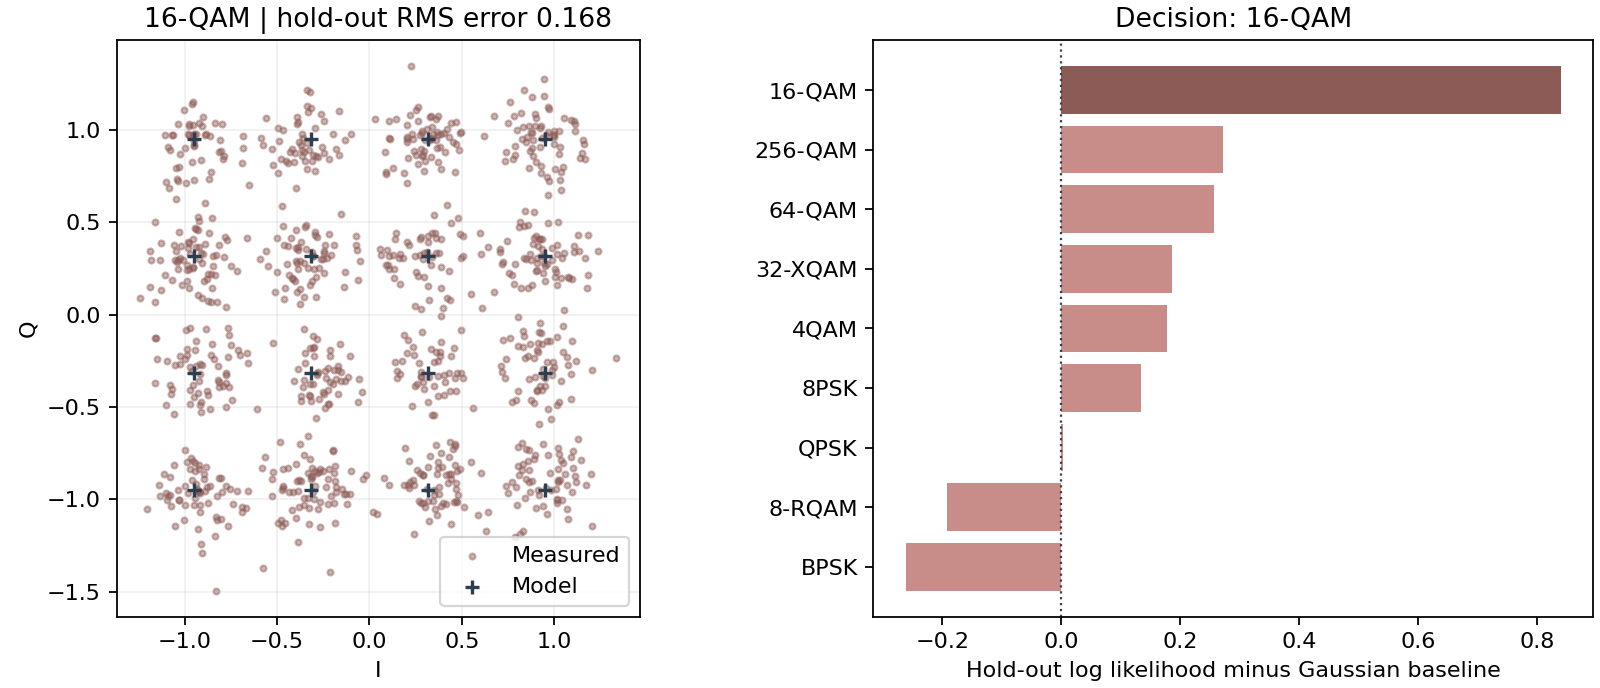 16-QAM | hold-out RMS error 0.168
1.0
0.5
0.0
−0.5
−1.0
−1.5
Q
−1.0
−0.5
0.0
0.5
1.0
I
Measured
Model
Decision: 16-QAM
16-QAM
256-QAM
64-QAM
32-XQAM
4QAM
8PSK
QPSK
8-RQAM
BPSK
−0.2
0.0
0.2
0.4
0.6
0.8
Hold-out log likelihood minus Gaussian baseline